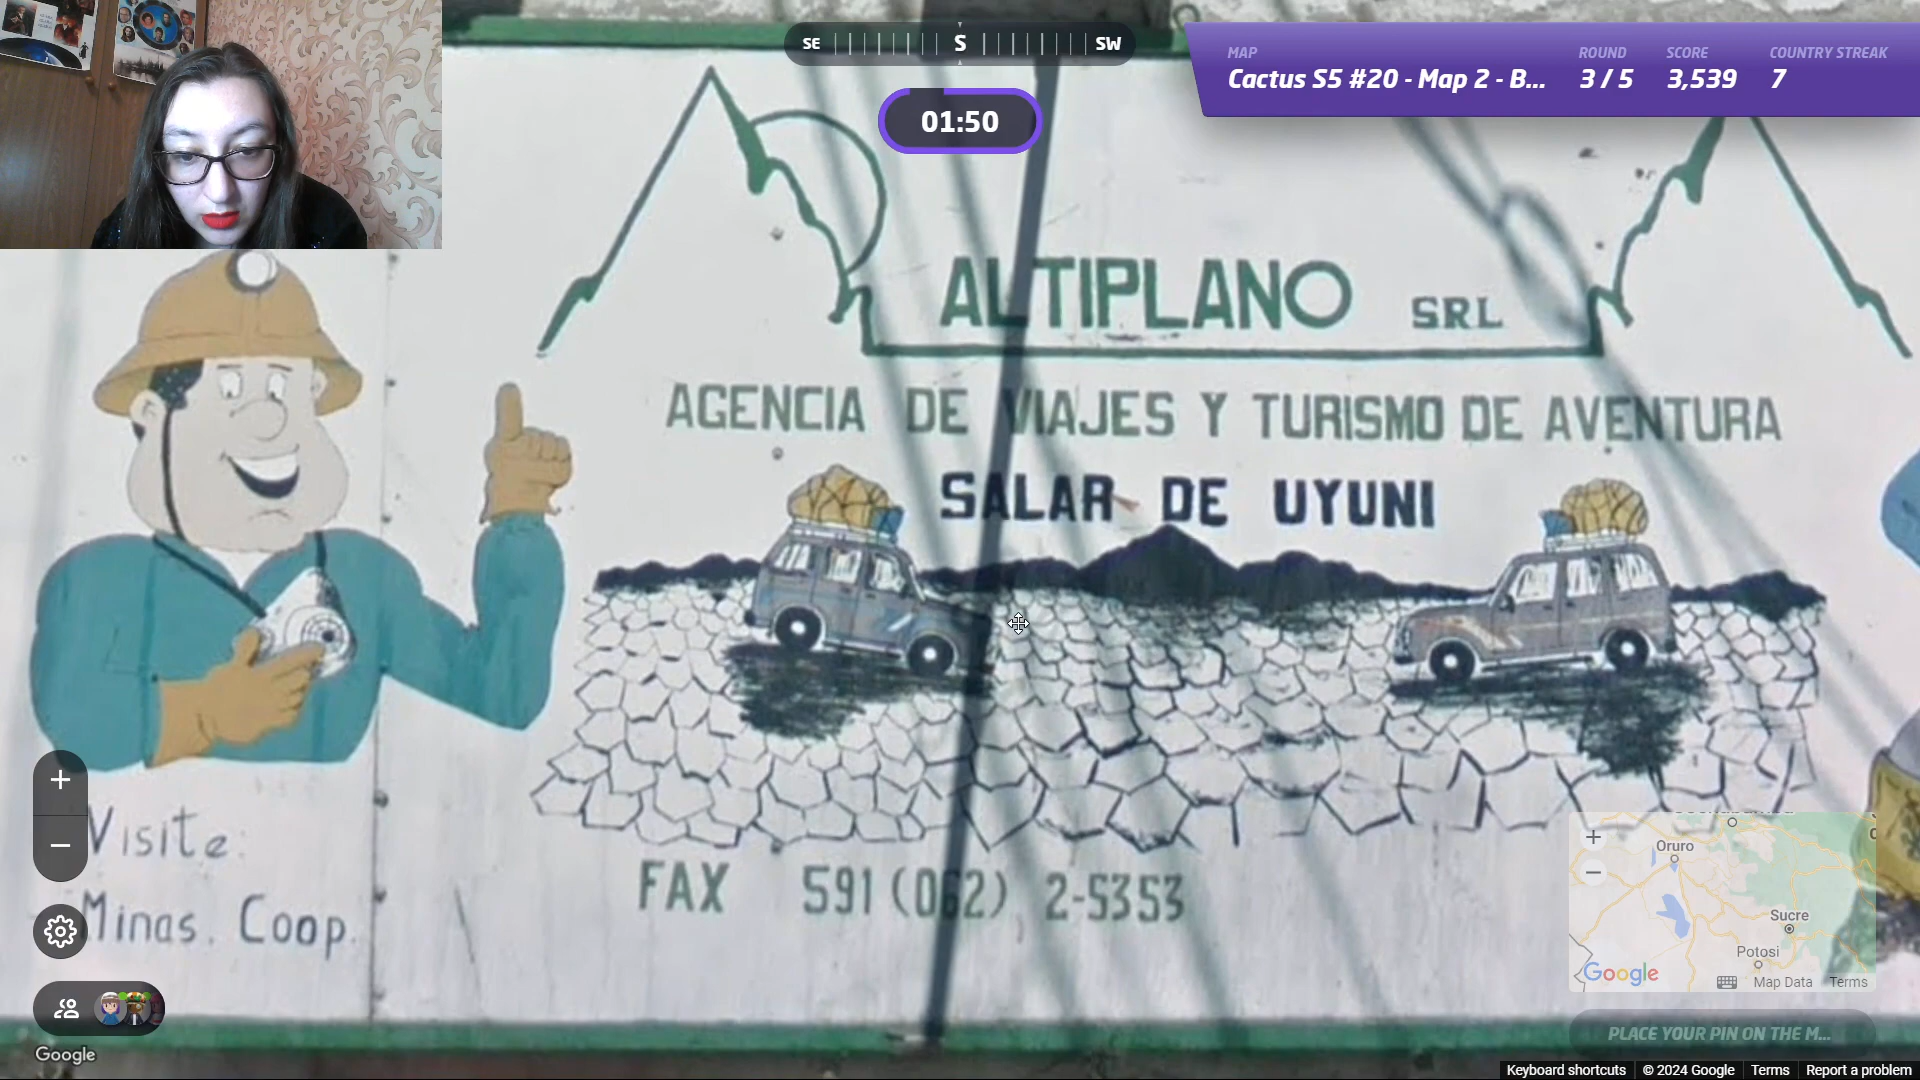 SE
S
SW
01:50
MAP
Cactus S5 #20 - Map 2 - B...
ROUND
3 / 5
SCORE
3,539
COUNTRY STREAK
7
ALTIPLANO SRL
AGENCIA DE VIAJES Y TURISMO DE AVENTURA
SALAR DE UYUNI
FAX 591 (062) 2-5353
Visite:
Minas. Coop.
Oruro
Sucre
Potosi
Google
Map Data
Terms
PLACE YOUR PIN ON THE M...
Google
Keyboard shortcuts
© 2024 Google
Terms
Report a problem